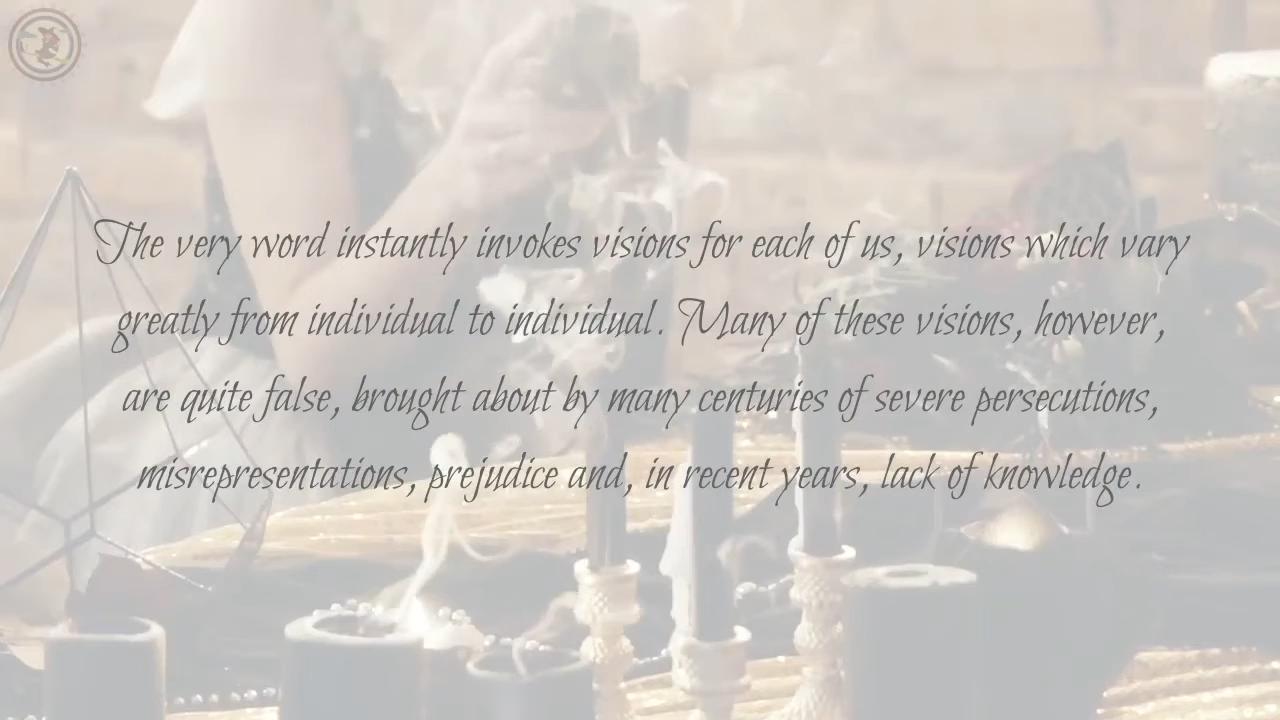 The very word instantly invokes visions for each of us, visions which vary
greatly from individual to individual. Many of these visions, however,
are quite false, brought about by many centuries of severe persecutions,
misrepresentations, prejudice and, in recent years, lack of knowledge.